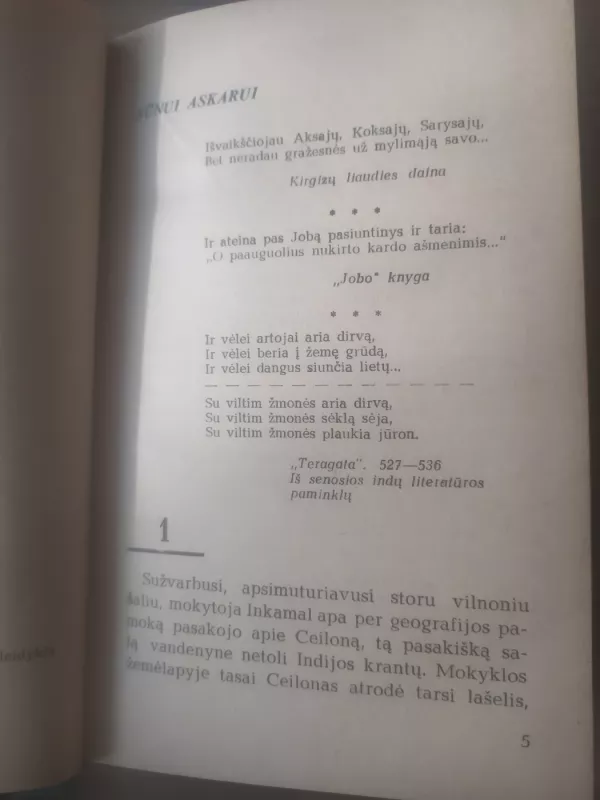 SŪNUI ASKARUI
Išvaikščiojau Aksajų, Koksajų, Sarysajų,
Bet neradau gražesnės už mylimąją savo...
Kirgizų liaudies daina
* * *
Ir ateina pas Jobą pasiuntinys ir taria:
„O paauguolius nukirto kardo ašmenimis...“
„Jobo“ knyga
* * *
Ir vėlei artojai aria dirvą,
Ir vėlei beria į žemę grūdą,
Ir vėlei dangus siunčia lietų...
Su viltim žmonės aria dirvą,
Su viltim žmonės sėklą sėja,
Su viltim žmonės plaukia jūron.
„Teragata“. 527—536
Iš senosios indų literatūros
paminklų
1
Sužvarbusi, apsimuturiavusi storu vilnoniu
šaliu, mokytoja Inkamal apa per geografijos pa-
moką pasakojo apie Ceiloną, tą pasakišką sa-
lą vandenyne netoli Indijos krantų. Mokyklos
žemėlapyje tasai Ceilonas atrodė tarsi lašelis,
5